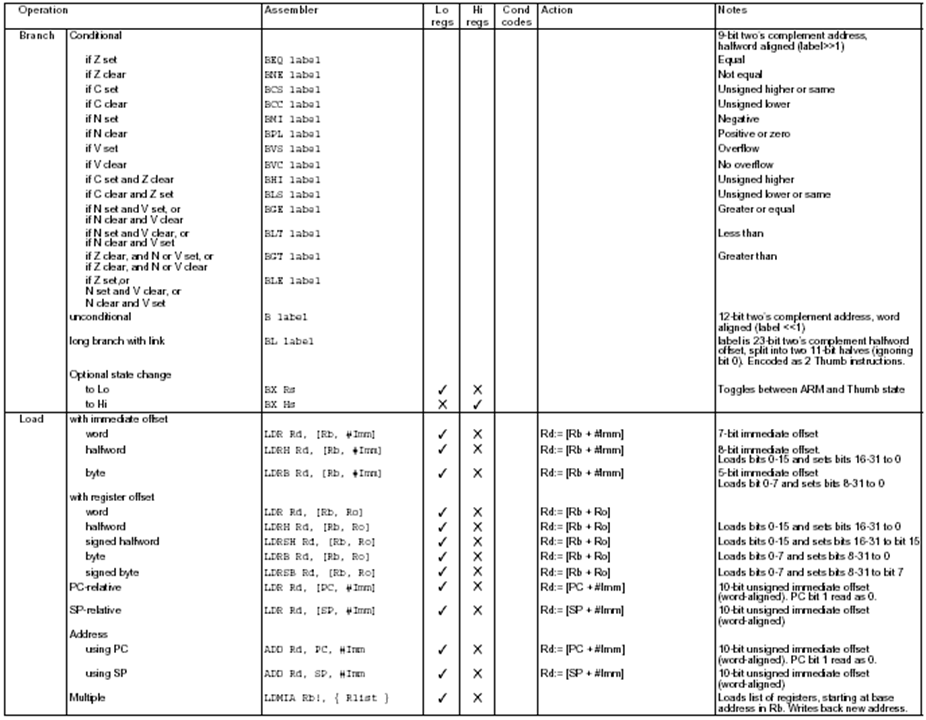 Operation Assembler Lo regs Hi regs Cond codes Action Notes
Branch Conditional 9-bit two's complement address,
halfword aligned (label>>1)
if Z set BEQ label Equal
if Z clear BNE label Not equal
if C set BCS label Unsigned higher or same
if C clear BCC label Unsigned lower
if N set BMI label Negative
if N clear BPL label Positive or zero
if V set BVS label Overflow
if V clear BVC label No overflow
if C set and Z clear BHI label Unsigned higher
if C clear and Z set BLS label Unsigned lower or same
if N set and V set, or BGE label Greater or equal
if N clear and V clear
if N set and V clear, or BLT label Less than
if N clear and V set
if Z clear, and N or V set, or BGT label Greater than
if Z clear, and N or V clear
if Z set,or BLE label
N set and V clear, or
N clear and V set
unconditional B label 12-bit two's complement address, word
aligned (label <<1)
long branch with link BL label label is 23-bit two's complement halfword
offset, split into two 11-bit halves (ignoring
bit 0). Encoded as 2 Thumb instructions.
Optional state change
to Lo BX Rs ✓ ✕ Toggles between ARM and Thumb state
to Hi BX Hs ✕ ✓
Load with immediate offset
word LDR Rd, [Rb, #Imm] ✓ ✕ Rd:= [Rb + #Imm] 7-bit immediate offset
halfword LDRH Rd, [Rb, #Imm] ✓ ✕ Rd:= [Rb + #Imm] 8-bit immediate offset.
Loads bits 0-15 and sets bits 16-31 to 0
byte LDRB Rd, [Rb, #Imm] ✓ ✕ Rd:= [Rb + #Imm] 5-bit immediate offset
Loads bit 0-7 and sets bits 8-31 to 0
with register offset
word LDR Rd, [Rb, Ro] ✓ ✕ Rd:= [Rb + Ro]
halfword LDRH Rd, [Rb, Ro] ✓ ✕ Rd:= [Rb + Ro] Loads bits 0-15 and sets bits 16-31 to 0
signed halfword LDRSH Rd, [Rb, Ro] ✓ ✕ Rd:= [Rb + Ro] Loads bits 0-15 and sets bits 16-31 to bit 15
byte LDRB Rd, [Rb, Ro] ✓ ✕ Rd:= [Rb + Ro] Loads bits 0-7 and sets bits 8-31 to 0
signed byte LDRSB Rd, [Rb, Ro] ✓ ✕ Rd:= [Rb + Ro] Loads bits 0-7 and sets bits 8-31 to bit 7
PC-relative LDR Rd, [PC, #Imm] ✓ ✕ Rd:= [PC + #Imm] 10-bit unsigned immediate offset
(word-aligned). PC bit 1 read as 0.
SP-relative LDR Rd, [SP, #Imm] ✓ ✕ Rd:= [SP + #Imm] 10-bit unsigned immediate offset
(word-aligned)
Address
using PC ADD Rd, PC, #Imm ✓ ✕ Rd:= [PC + #Imm] 10-bit unsigned immediate offset
(word-aligned). PC bit 1 read as 0.
using SP ADD Rd, SP, #Imm ✓ ✕ Rd:= [SP + #Imm] 10-bit unsigned immediate offset
(word-aligned)
Multiple LDMIA Rb!, { Rlist } ✓ ✕ Loads list of registers, starting at base
address in Rb. Writes back new address.